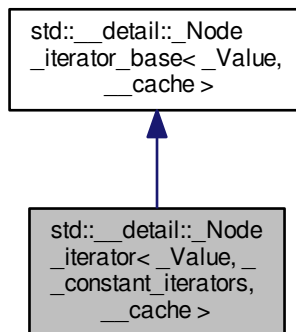 std::__detail::_Node
_iterator_base< _Value,
__cache >
std::__detail::_Node
_iterator< _Value, _
_constant_iterators,
__cache >